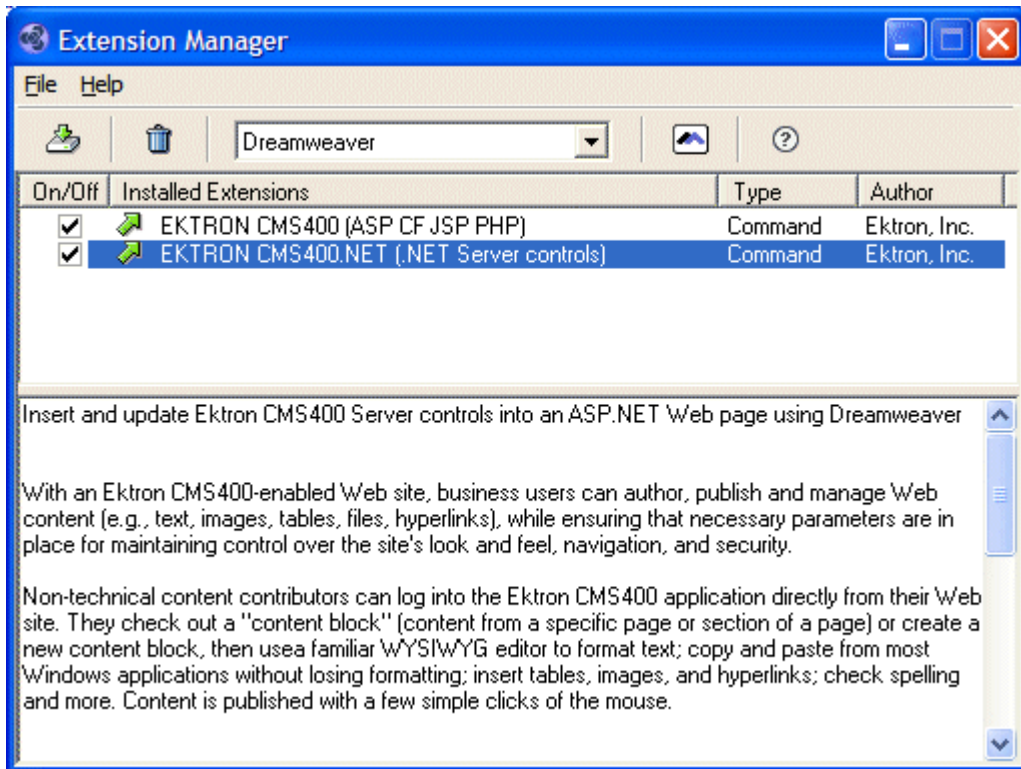 Extension Manager
File Help
Dreamweaver
On/Off Installed Extensions Type Author
EKTRON CMS400 (ASP CF JSP PHP) Command Ektron, Inc.
EKTRON CMS400.NET (.NET Server controls) Command Ektron, Inc.
Insert and update Ektron CMS400 Server controls into an ASP.NET Web page using Dreamweaver
With an Ektron CMS400-enabled Web site, business users can author, publish and manage Web
content (e.g., text, images, tables, files, hyperlinks), while ensuring that necessary parameters are in
place for maintaining control over the site's look and feel, navigation, and security.
Non-technical content contributors can log into the Ektron CMS400 application directly from their Web
site. They check out a "content block" (content from a specific page or section of a page) or create a
new content block, then usea familiar WYSIWYG editor to format text; copy and paste from most
Windows applications without losing formatting; insert tables, images, and hyperlinks; check spelling
and more. Content is published with a few simple clicks of the mouse.